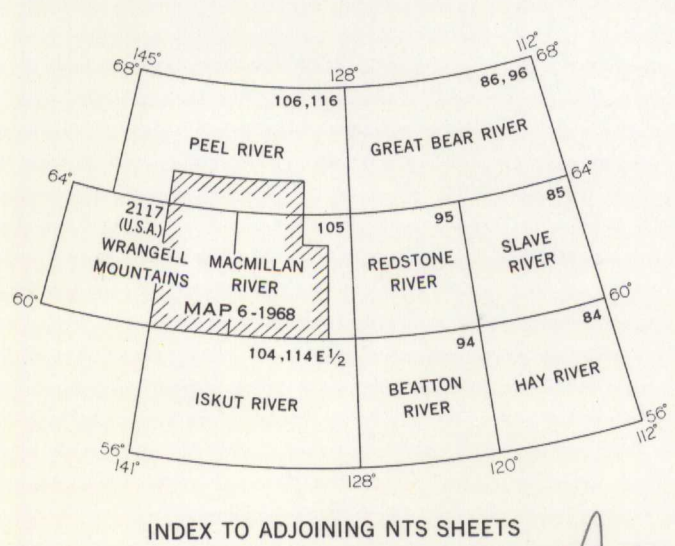 145°
68°
128°
112°
68°
106,116
86,96
PEEL RIVER
GREAT BEAR RIVER
64°
64°
2117
(U.S.A.)
105
95
85
WRANGELL
MOUNTAINS
MACMILLAN
RIVER
MAP 6-1968
REDSTONE
RIVER
SLAVE
RIVER
60°
60°
104,114 E½
94
84
ISKUT RIVER
BEATTON
RIVER
HAY RIVER
56°
141°
128°
120°
56°
112°
INDEX TO ADJOINING NTS SHEETS